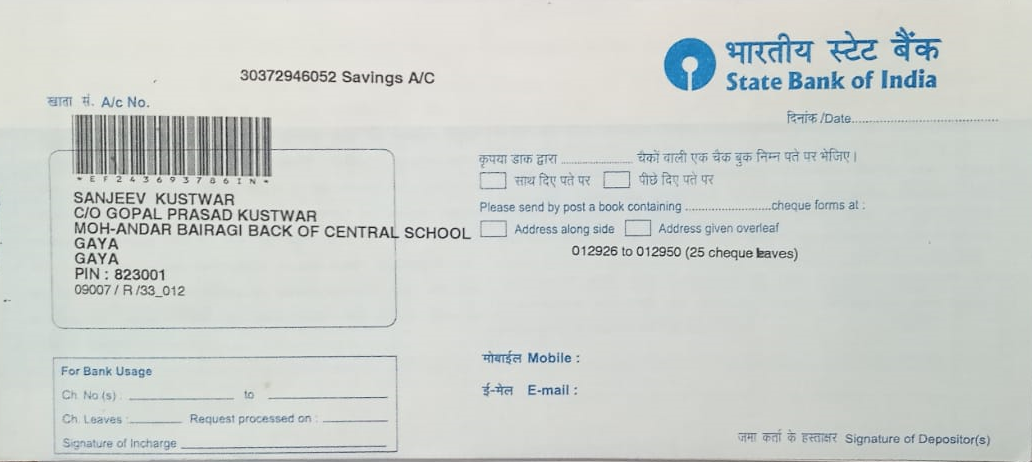 भारतीय स्टेट बैंक
State Bank of India
30372946052 Savings A/C
खाता सं. A/c No.
दिनांक /Date
*EF243693786IN*
SANJEEV KUSTWAR
C/O GOPAL PRASAD KUSTWAR
MOH-ANDAR BAIRAGI BACK OF CENTRAL SCHOOL
GAYA
GAYA
PIN : 823001
09007 / R /33_012
कृपया डाक द्वारा .................. चैकों वाली एक चैक बुक निम्न पते पर भेजिए।
साथ दिए पते पर पीछे दिए पते पर
Please send by post a book containing ......................cheque forms at :
Address along side Address given overleaf
012926 to 012950 (25 cheque leaves)
मोबाईल Mobile :
ई-मेल E-mail :
For Bank Usage
Ch. No.(s) : to
Ch. Leaves : Request processed on :
Signature of Incharge
जमा कर्ता के हस्ताक्षर Signature of Depositor(s)